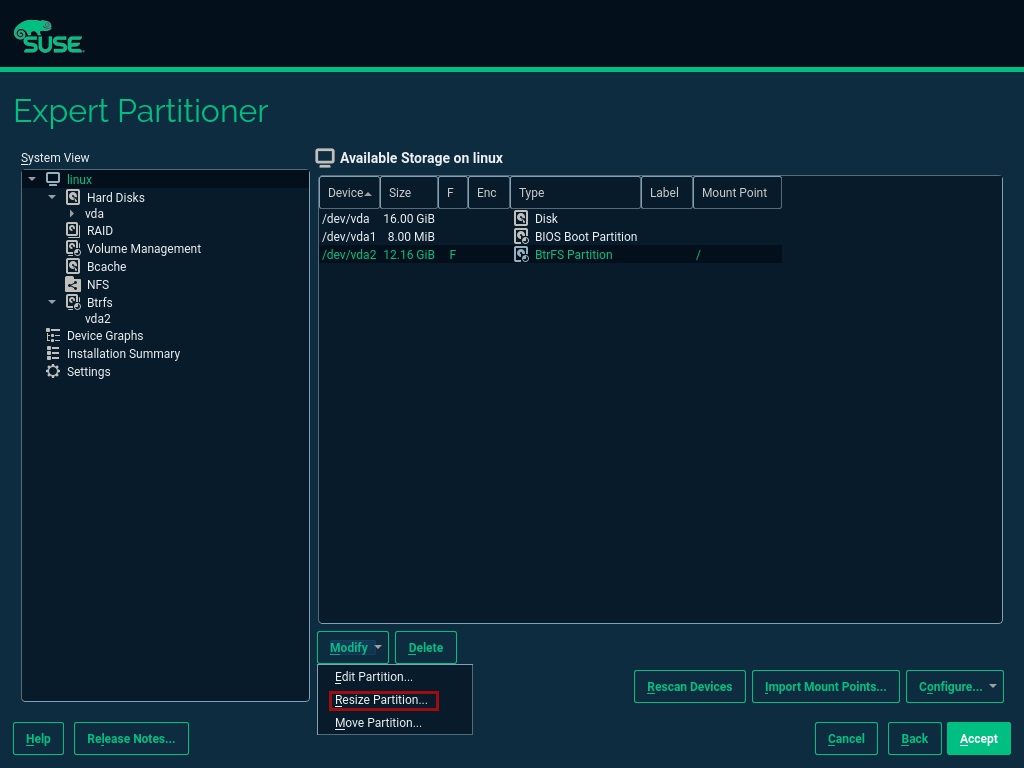 SUSE
Expert Partitioner
System View
linux
Hard Disks
vda
RAID
Volume Management
Bcache
NFS
Btrfs
vda2
Device Graphs
Installation Summary
Settings
Available Storage on linux
Device Size F Enc Type Label Mount Point
/dev/vda 16.00 GiB Disk
/dev/vda1 8.00 MiB BIOS Boot Partition
/dev/vda2 12.16 GiB F BtrFS Partition /
Modify Delete
Edit Partition...
Resize Partition...
Move Partition...
Rescan Devices Import Mount Points... Configure...
Help Release Notes... Cancel Back Accept